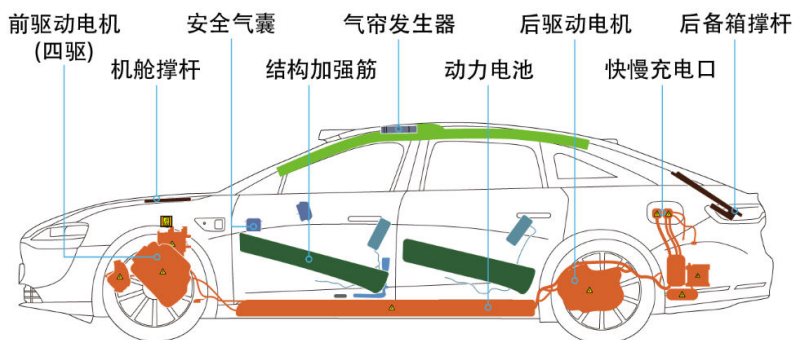 前驱动电机
(四驱)
机舱撑杆
安全气囊
结构加强筋
气帘发生器
动力电池
后驱动电机
快慢充电口
后备箱撑杆